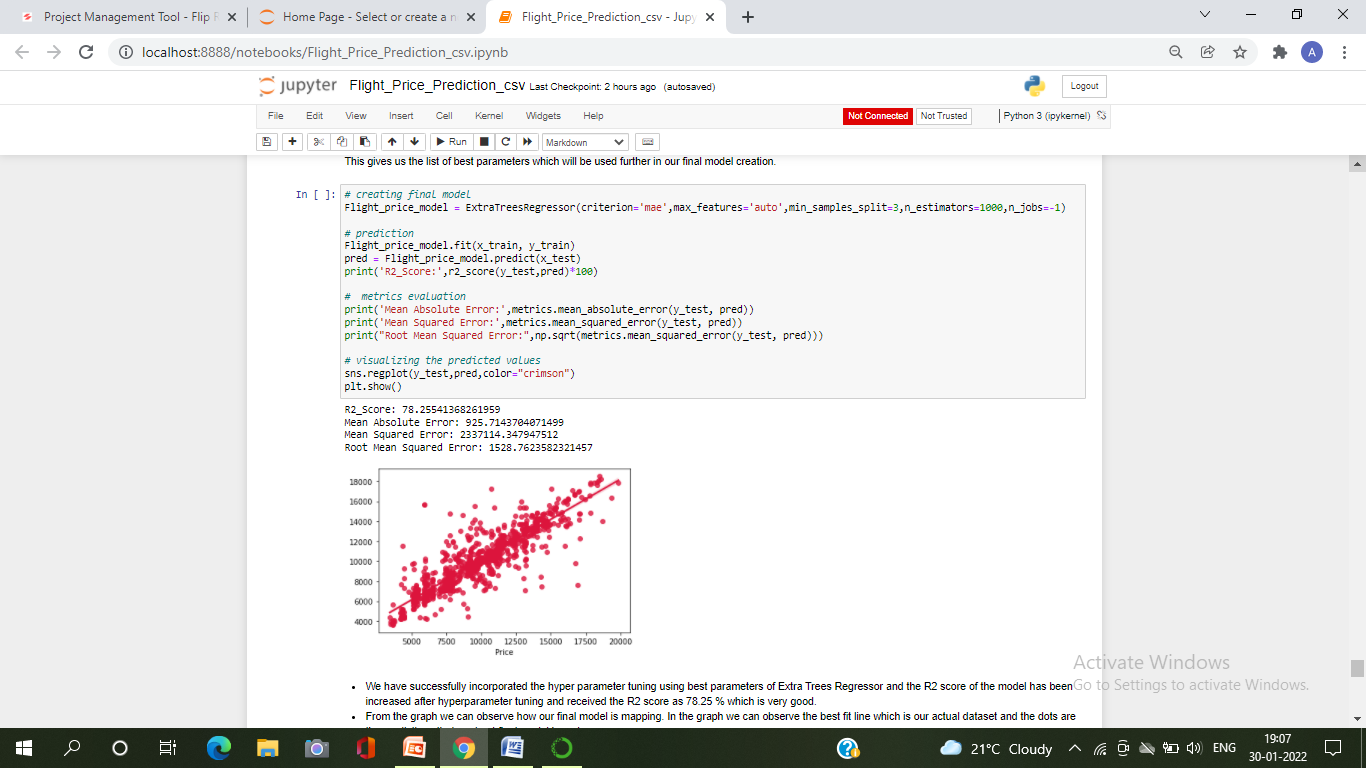 Project Management Tool - Flip R
Home Page - Select or create a n
Flight_Price_Prediction_csv - Jupy
localhost:8888/notebooks/Flight_Price_Prediction_csv.ipynb
A
jupyter Flight_Price_Prediction_csv Last Checkpoint: 2 hours ago (autosaved)
Logout
File Edit View Insert Cell Kernel Widgets Help
Not Connected Not Trusted Python 3 (ipykernel)
Run Markdown
This gives us the list of best parameters which will be used further in our final model creation.
In [ ]: # creating final model
Flight_price_model = ExtraTreesRegressor(criterion='mae',max_features='auto',min_samples_split=3,n_estimators=1000,n_jobs=-1)
# prediction
Flight_price_model.fit(x_train, y_train)
pred = Flight_price_model.predict(x_test)
print('R2_Score:',r2_score(y_test,pred)*100)
# metrics evaluation
print('Mean Absolute Error:',metrics.mean_absolute_error(y_test, pred))
print('Mean Squared Error:',metrics.mean_squared_error(y_test, pred))
print("Root Mean Squared Error:",np.sqrt(metrics.mean_squared_error(y_test, pred)))
# visualizing the predicted values
sns.regplot(y_test,pred,color="crimson")
plt.show()
R2_Score: 78.25541368261959
Mean Absolute Error: 925.7143704071499
Mean Squared Error: 2337114.347947512
Root Mean Squared Error: 1528.7623582321457
18000
16000
14000
12000
10000
8000
6000
4000
5000 7500 10000 12500 15000 17500 20000
Price
Activate Windows
Go to Settings to activate Windows.
• We have successfully incorporated the hyper parameter tuning using best parameters of Extra Trees Regressor and the R2 score of the model has been
increased after hyperparameter tuning and received the R2 score as 78.25 % which is very good.
• From the graph we can observe how our final model is mapping. In the graph we can observe the best fit line which is our actual dataset and the dots are
21°C Cloudy
ENG
19:07
30-01-2022